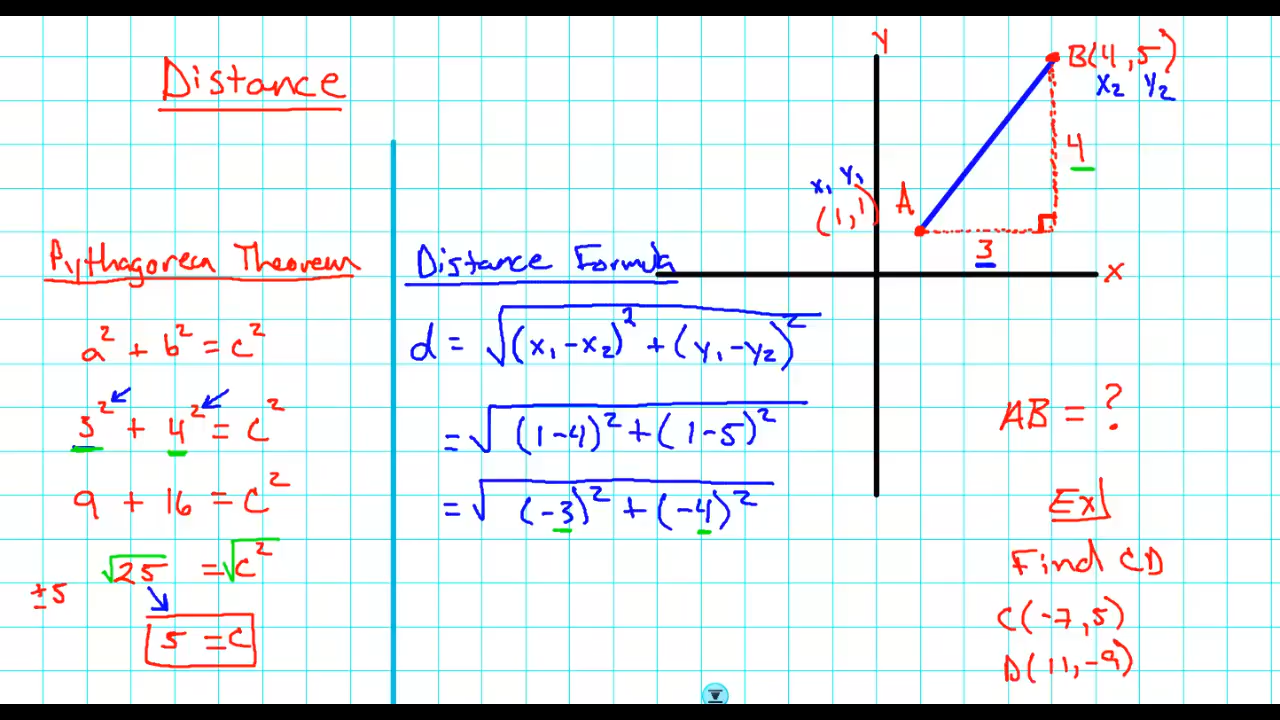 Distance
Pythagorean Theorem
a² + b² = c²
3² + 4² = c²
9 + 16 = c²
√25 = √c²
±5
5 = c
Distance Formula
d = √(x₁ - x₂)² + (y₁ - y₂)²
= √(1-4)² + (1-5)²
= √(-3)² + (-4)²
Y
B(4,5)
x₂ y₂
4
x₁ y₁
A
(1,1)
3
X
AB = ?
Ex
Find CD
C(-7,5)
D(11,-9)